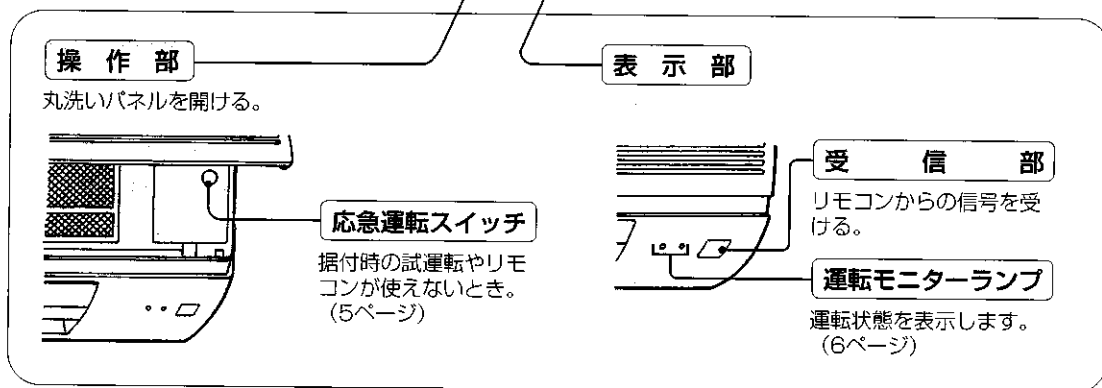 操作部
丸洗いパネルを開ける。
応急運転スイッチ
据付時の試運転やリモ
コンが使えないとき。
（5ページ）
表示部
受信部
リモコンからの信号を受
ける。
運転モニターランプ
運転状態を表示します。
（6ページ）